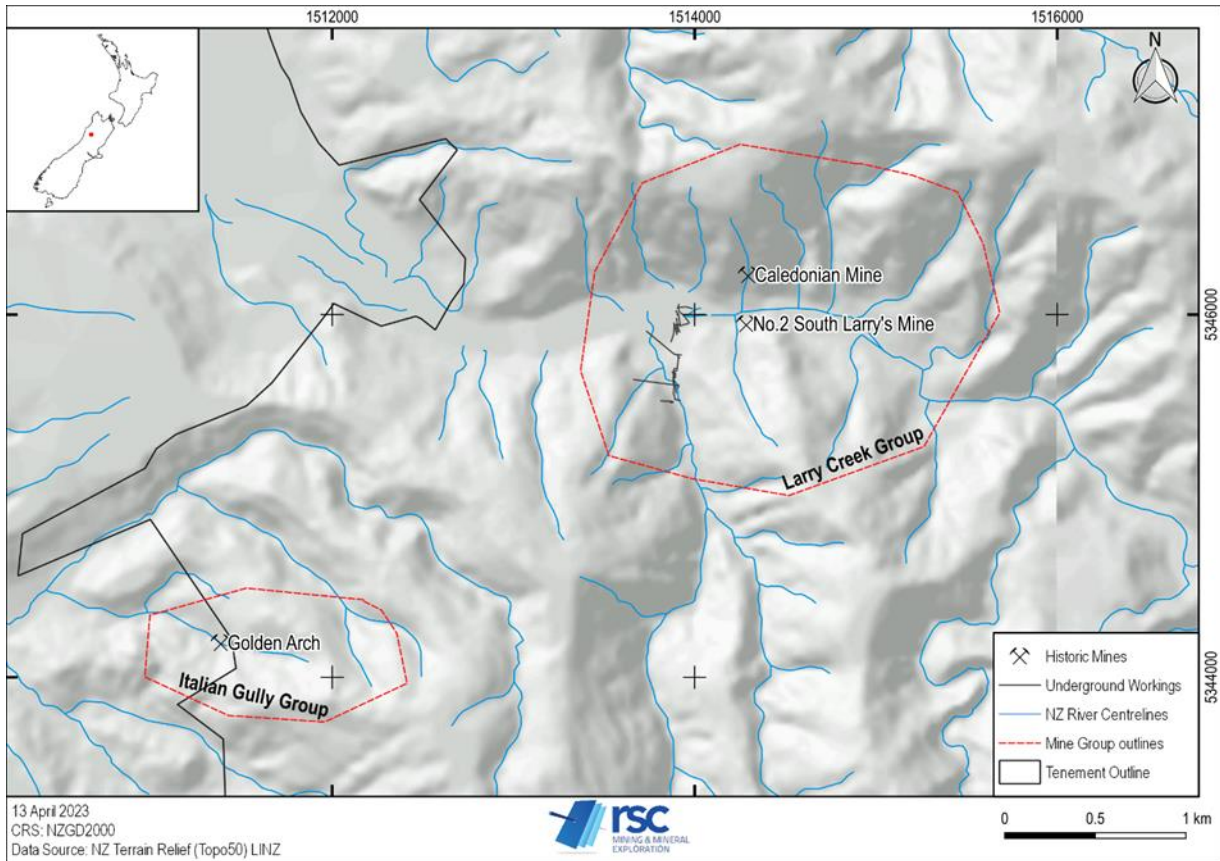 1512000
1514000
1516000
N
Caledonian Mine
No.2 South Larry's Mine
5346000
Larry Creek Group
Golden Arch
Italian Gully Group
5344000
Historic Mines
Underground Workings
NZ River Centrelines
Mine Group outlines
Tenement Outline
13 April 2023
CRS: NZGD2000
Data Source: NZ Terrain Relief (Topo50) LINZ
rsc
MINING & MINERAL
EXPLORATION
0 0.5 1 km